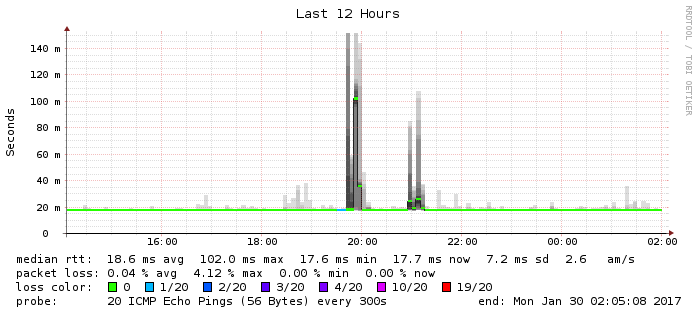 Last 12 Hours
RRDTOOL / TOBI OETIKER
Seconds
140 m
120 m
100 m
80 m
60 m
40 m
20 m
0
16:00 18:00 20:00 22:00 00:00 02:00
median rtt: 18.6 ms avg 102.0 ms max 17.6 ms min 17.7 ms now 7.2 ms sd 2.6 am/s
packet loss: 0.04 % avg 4.12 % max 0.00 % min 0.00 % now
loss color: 0 1/20 2/20 3/20 4/20 10/20 19/20
probe: 20 ICMP Echo Pings (56 Bytes) every 300s end: Mon Jan 30 02:05:08 2017